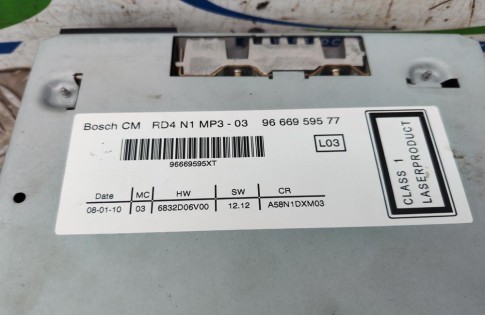 Bosch CM RD4 N1 MP3 - 03 96 669 595 77
L03
96669595XT
CLASS 1
LASERPRODUCT
Date MC HW SW CR
08-01-10 03 6832D06V00 12.12 A58N1DXM03